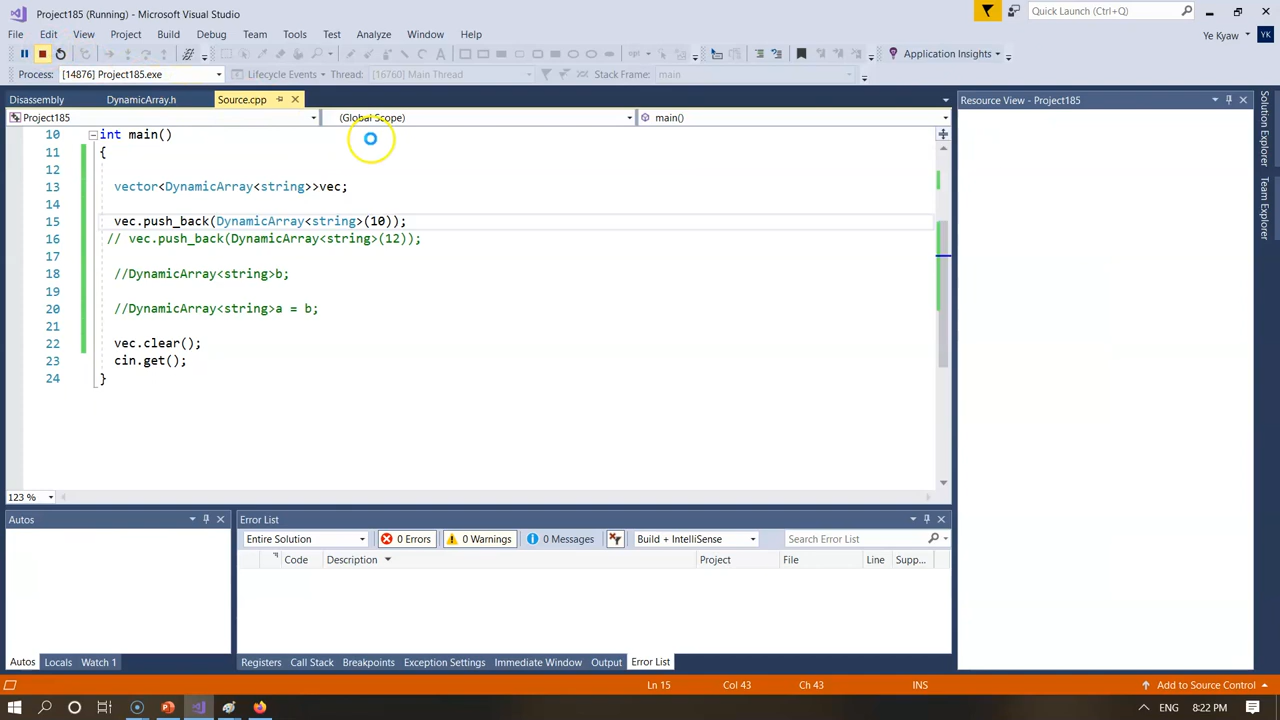 Project185 (Running) - Microsoft Visual Studio
Quick Launch (Ctrl+Q)
File Edit View Project Build Debug Team Tools Test Analyze Window Help
Ye Kyaw YK
Application Insights
Process: [14876] Project185.exe Lifecycle Events Thread: [16760] Main Thread Stack Frame: main
Disassembly DynamicArray.h Source.cpp
Resource View - Project185
Project185 (Global Scope) main()
10 int main()
11 {
12
13 vector<DynamicArray<string>>vec;
14
15 vec.push_back(DynamicArray<string>(10));
16 // vec.push_back(DynamicArray<string>(12));
17
18 //DynamicArray<string>b;
19
20 //DynamicArray<string>a = b;
21
22 vec.clear();
23 cin.get();
24 }
Solution Explorer
Team Explorer
123 %
Autos
Error List
Entire Solution 0 Errors 0 Warnings 0 Messages Build + IntelliSense Search Error List
Code Description Project File Line Supp...
Autos Locals Watch 1
Registers Call Stack Breakpoints Exception Settings Immediate Window Output Error List
Ln 15 Col 43 Ch 43 INS Add to Source Control
ENG 8:22 PM